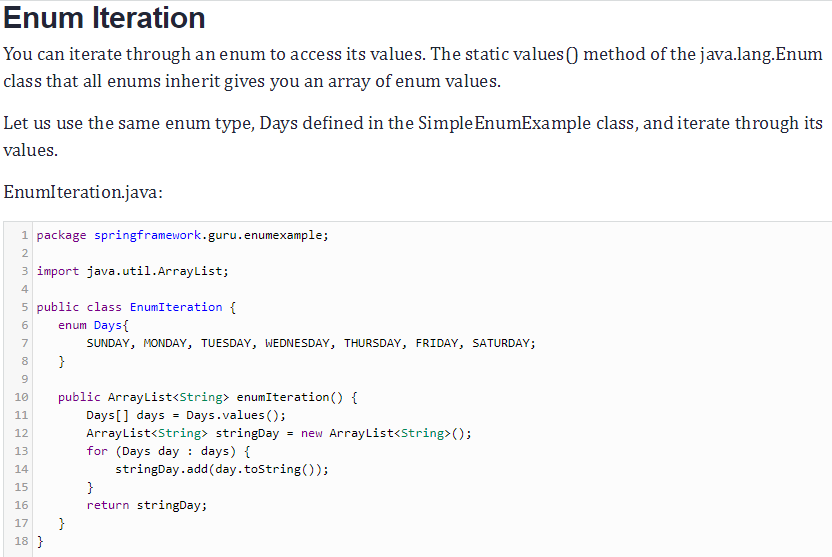 Enum Iteration
You can iterate through an enum to access its values. The static values() method of the java.lang.Enum
class that all enums inherit gives you an array of enum values.
Let us use the same enum type, Days defined in the SimpleEnumExample class, and iterate through its
values.
EnumIteration.java:
1 package springframework.guru.enumexample;
2
3 import java.util.ArrayList;
4
5 public class EnumIteration {
6    enum Days{
7        SUNDAY, MONDAY, TUESDAY, WEDNESDAY, THURSDAY, FRIDAY, SATURDAY;
8    }
9
10    public ArrayList<String> enumIteration() {
11        Days[] days = Days.values();
12        ArrayList<String> stringDay = new ArrayList<String>();
13        for (Days day : days) {
14            stringDay.add(day.toString());
15        }
16        return stringDay;
17    }
18 }